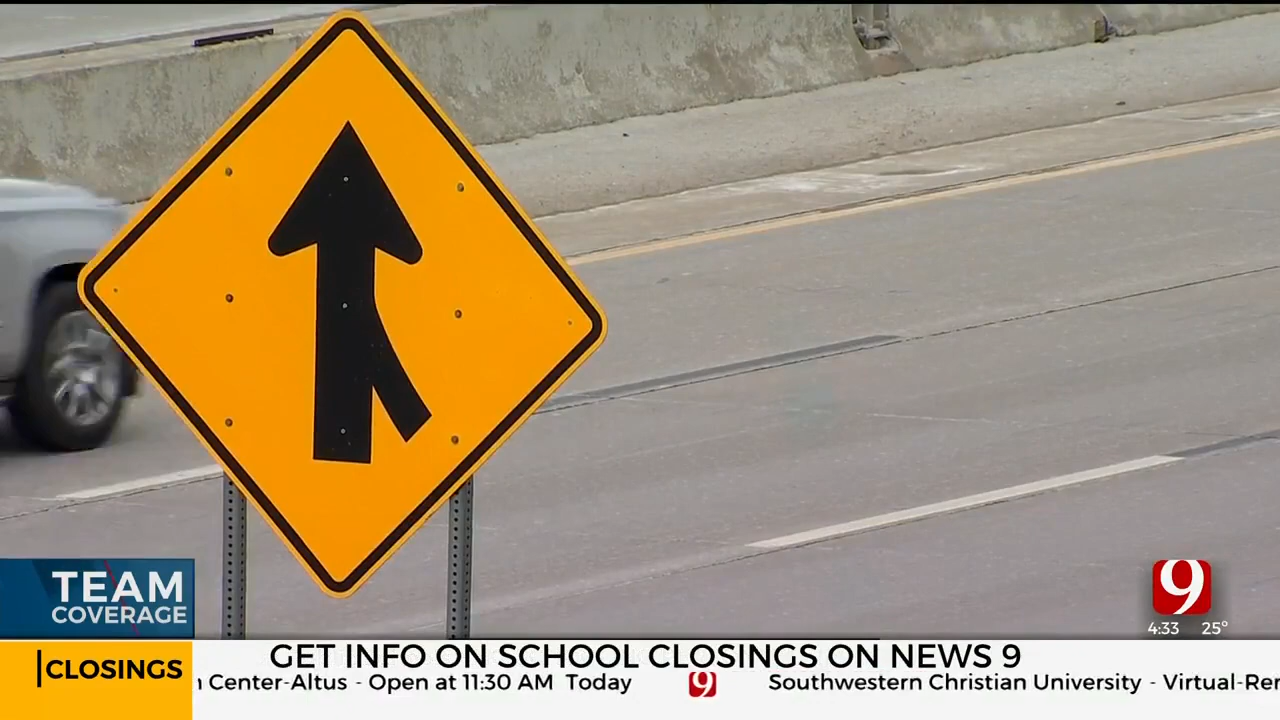 TEAM
COVERAGE
9
4:33 25°
CLOSINGS
GET INFO ON SCHOOL CLOSINGS ON NEWS 9
Center-Altus - Open at 11:30 AM Today 9 Southwestern Christian University - Virtual-